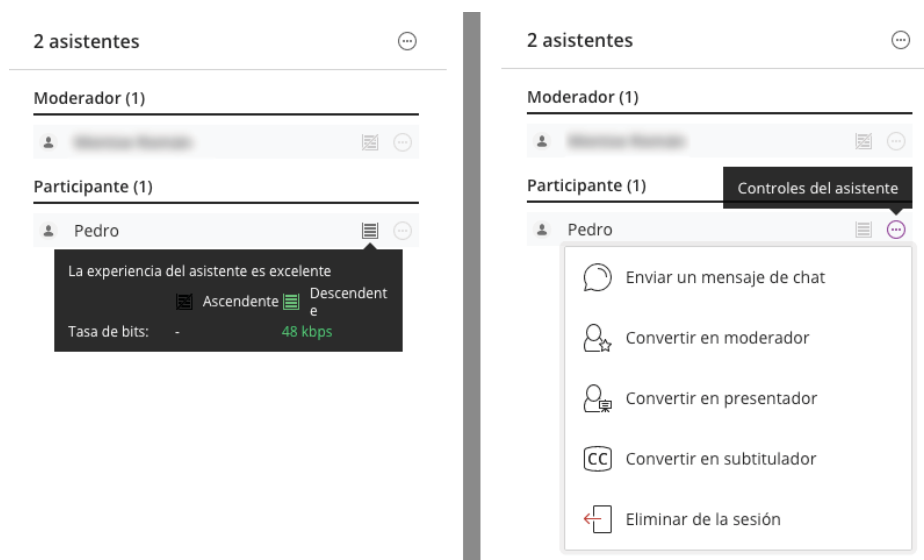 2 asistentes
Moderador (1)
Participante (1)
Pedro
La experiencia del asistente es excelente
Ascendente Descendent
e
Tasa de bits: - 48 kbps
2 asistentes
Moderador (1)
Participante (1)
Controles del asistente
Pedro
Enviar un mensaje de chat
Convertir en moderador
Convertir en presentador
CC Convertir en subtitulador
Eliminar de la sesión